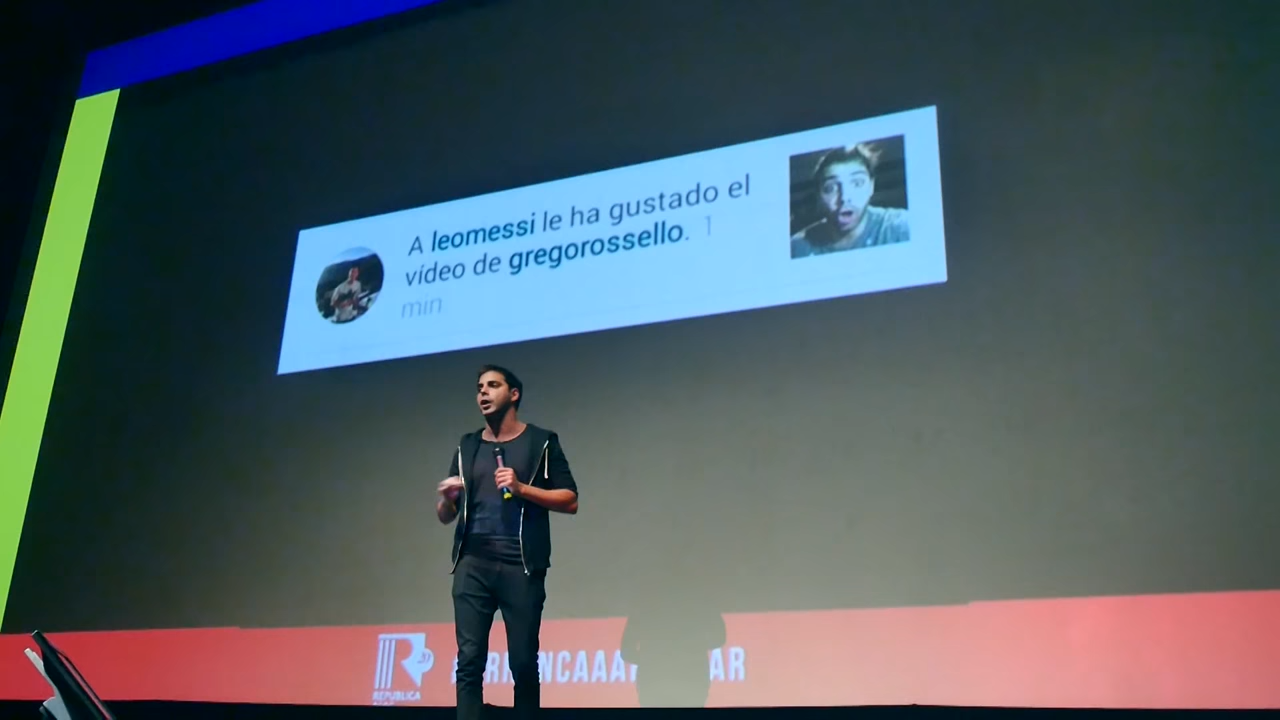 A leomessi le ha gustado el
vídeo de gregorossello. 1
min
R
REPUBLICA